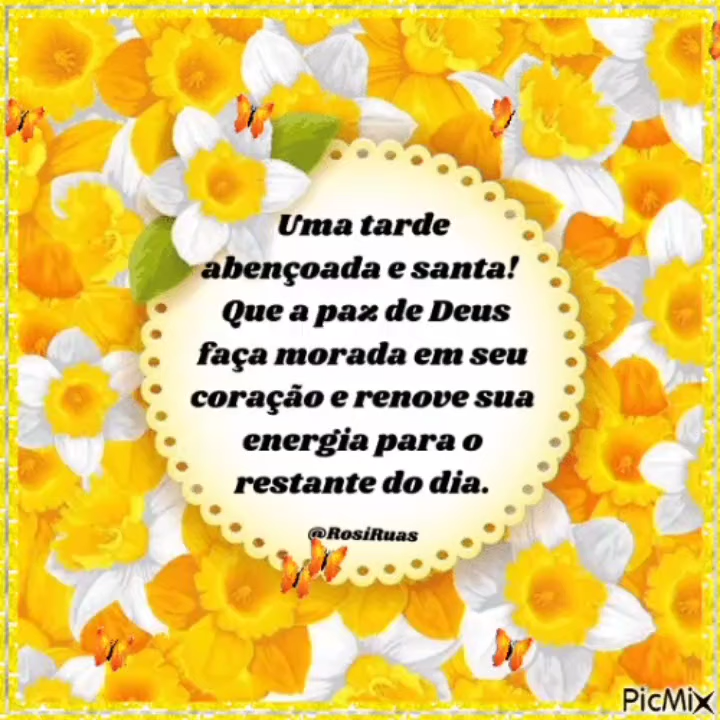 Uma tarde
abençoada e santa!
Que a paz de Deus
faça morada em seu
coração e renove sua
energia para o
restante do dia.
@RosiRuas
PicMix